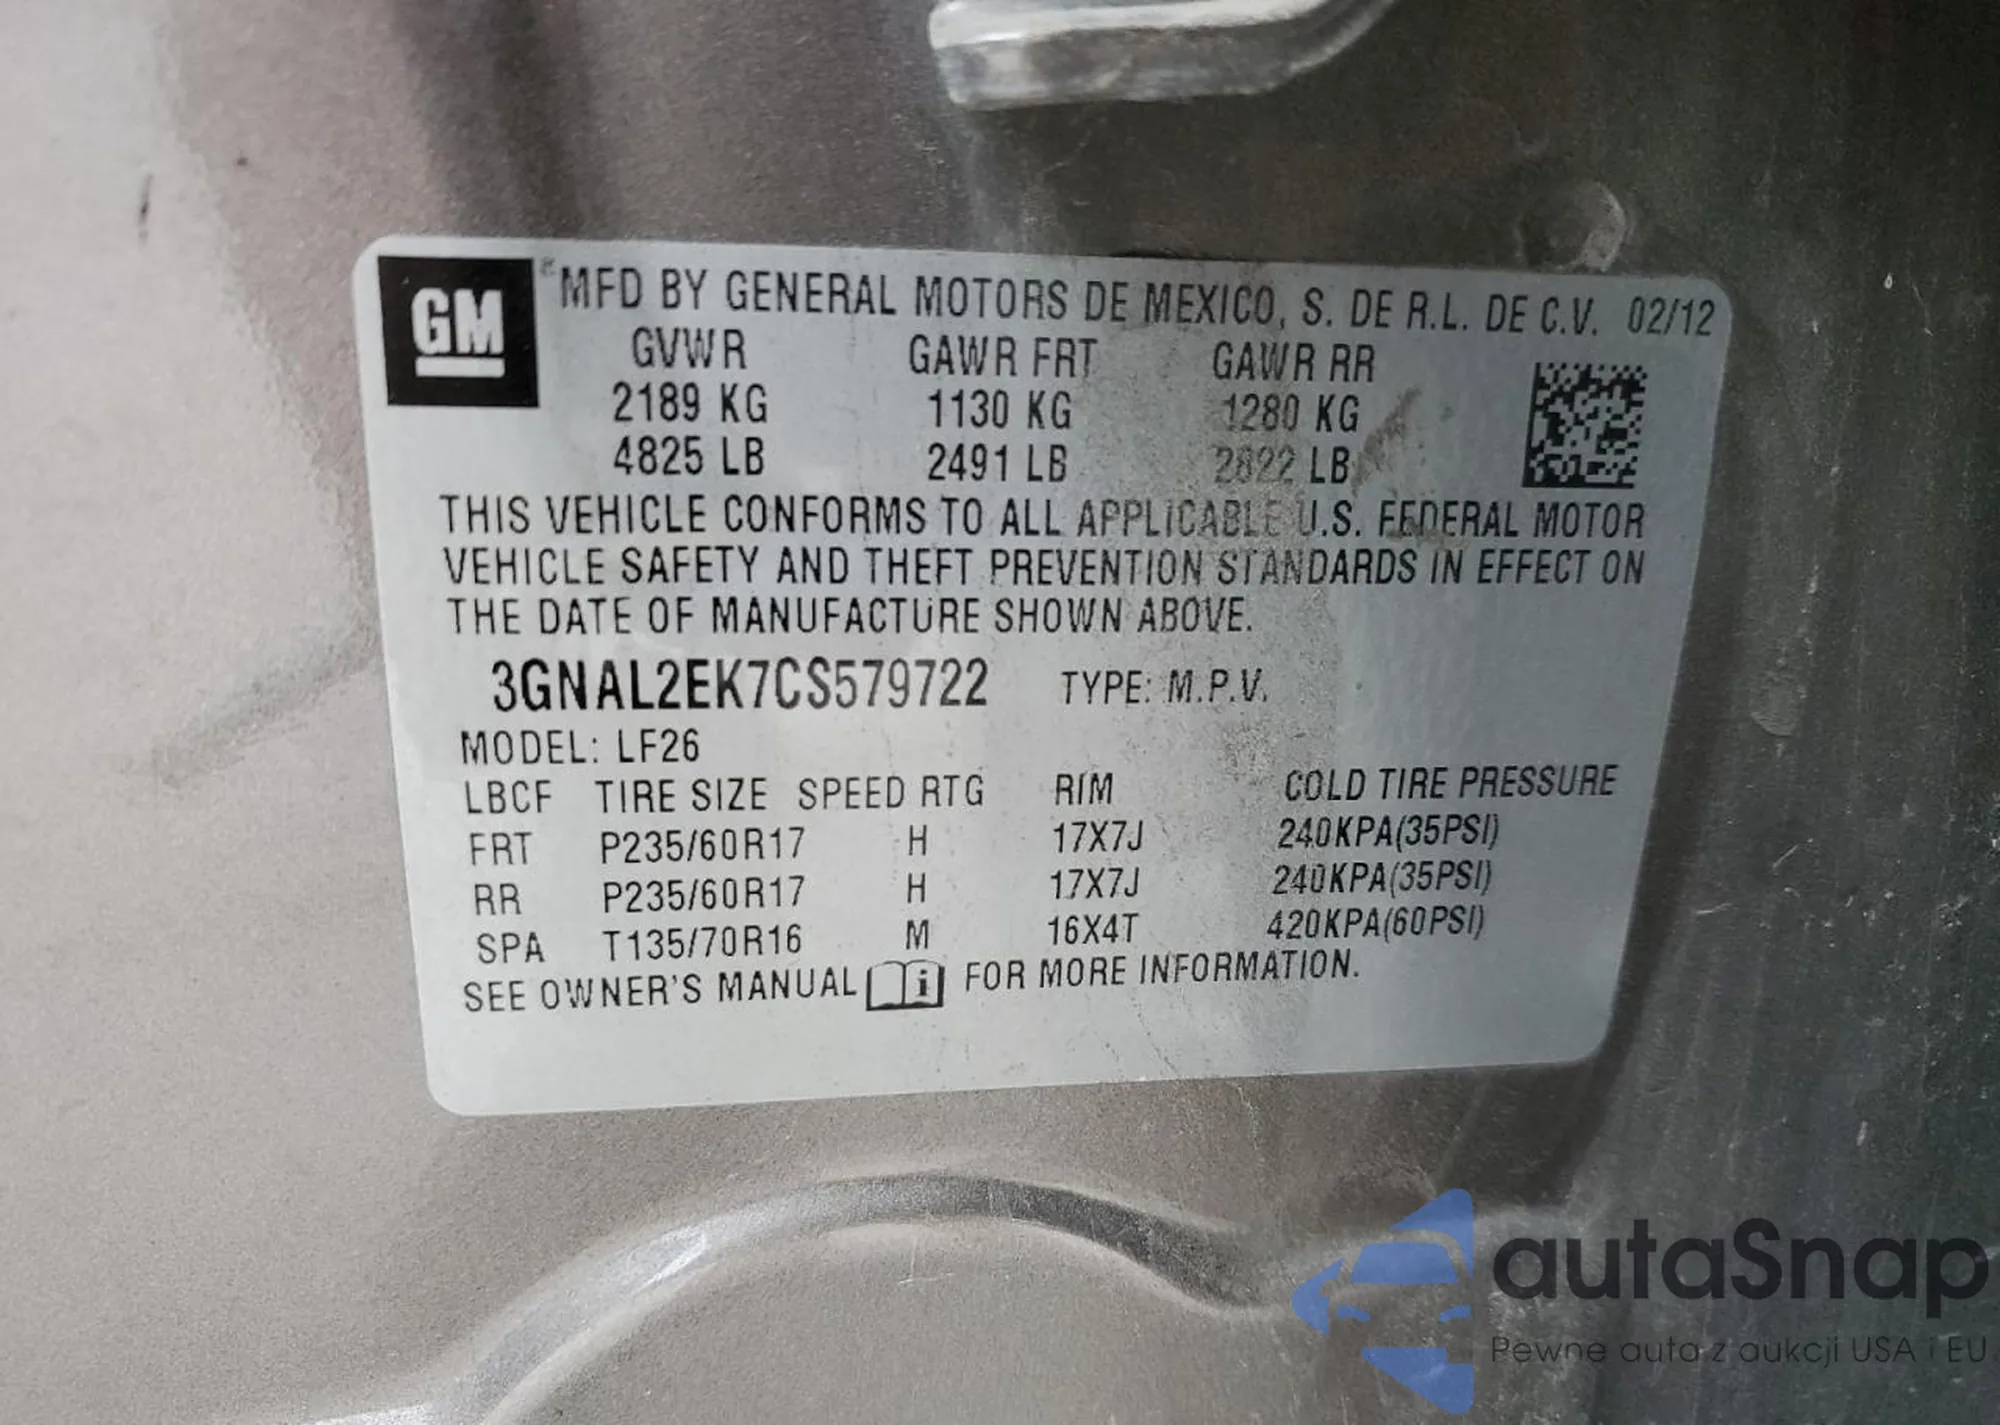 GM
® MFD BY GENERAL MOTORS DE MEXICO, S. DE R.L. DE C.V. 02/12
GVWR GAWR FRT GAWR RR
2189 KG 1130 KG 1280 KG
4825 LB 2491 LB 2822 LB
THIS VEHICLE CONFORMS TO ALL APPLICABLE U.S. FEDERAL MOTOR
VEHICLE SAFETY AND THEFT PREVENTION STANDARDS IN EFFECT ON
THE DATE OF MANUFACTURE SHOWN ABOVE.
3GNAL2EK7CS579722 TYPE: M.P.V.
MODEL: LF26
LBCF TIRE SIZE SPEED RTG RIM COLD TIRE PRESSURE
FRT P235/60R17 H 17X7J 240KPA(35PSI)
RR P235/60R17 H 17X7J 240KPA(35PSI)
SPA T135/70R16 M 16X4T 420KPA(60PSI)
SEE OWNER'S MANUAL i FOR MORE INFORMATION.
autaSnap
Pewne auta z aukcji USA i EU